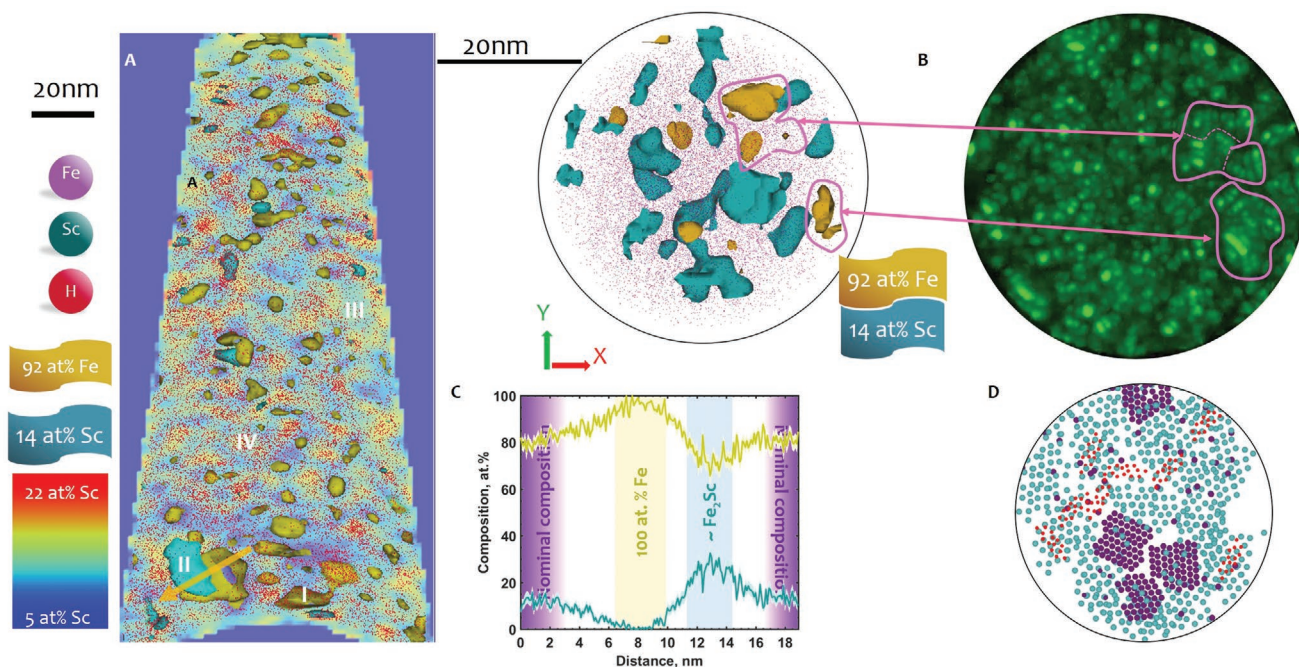 A
20nm
20nm
B
Fe
A
Sc
H
III
92 at% Fe
14 at% Sc
92 at% Fe
14 at% Sc
Y
X
IV
22 at% Sc
5 at% Sc
II
I
C
Composition, at.%
100
80
60
40
20
0
Nominal composition
100 at. % Fe
~ Fe2Sc
Nominal composition
0 2 4 6 8 10 12 14 16 18
Distance, nm
D